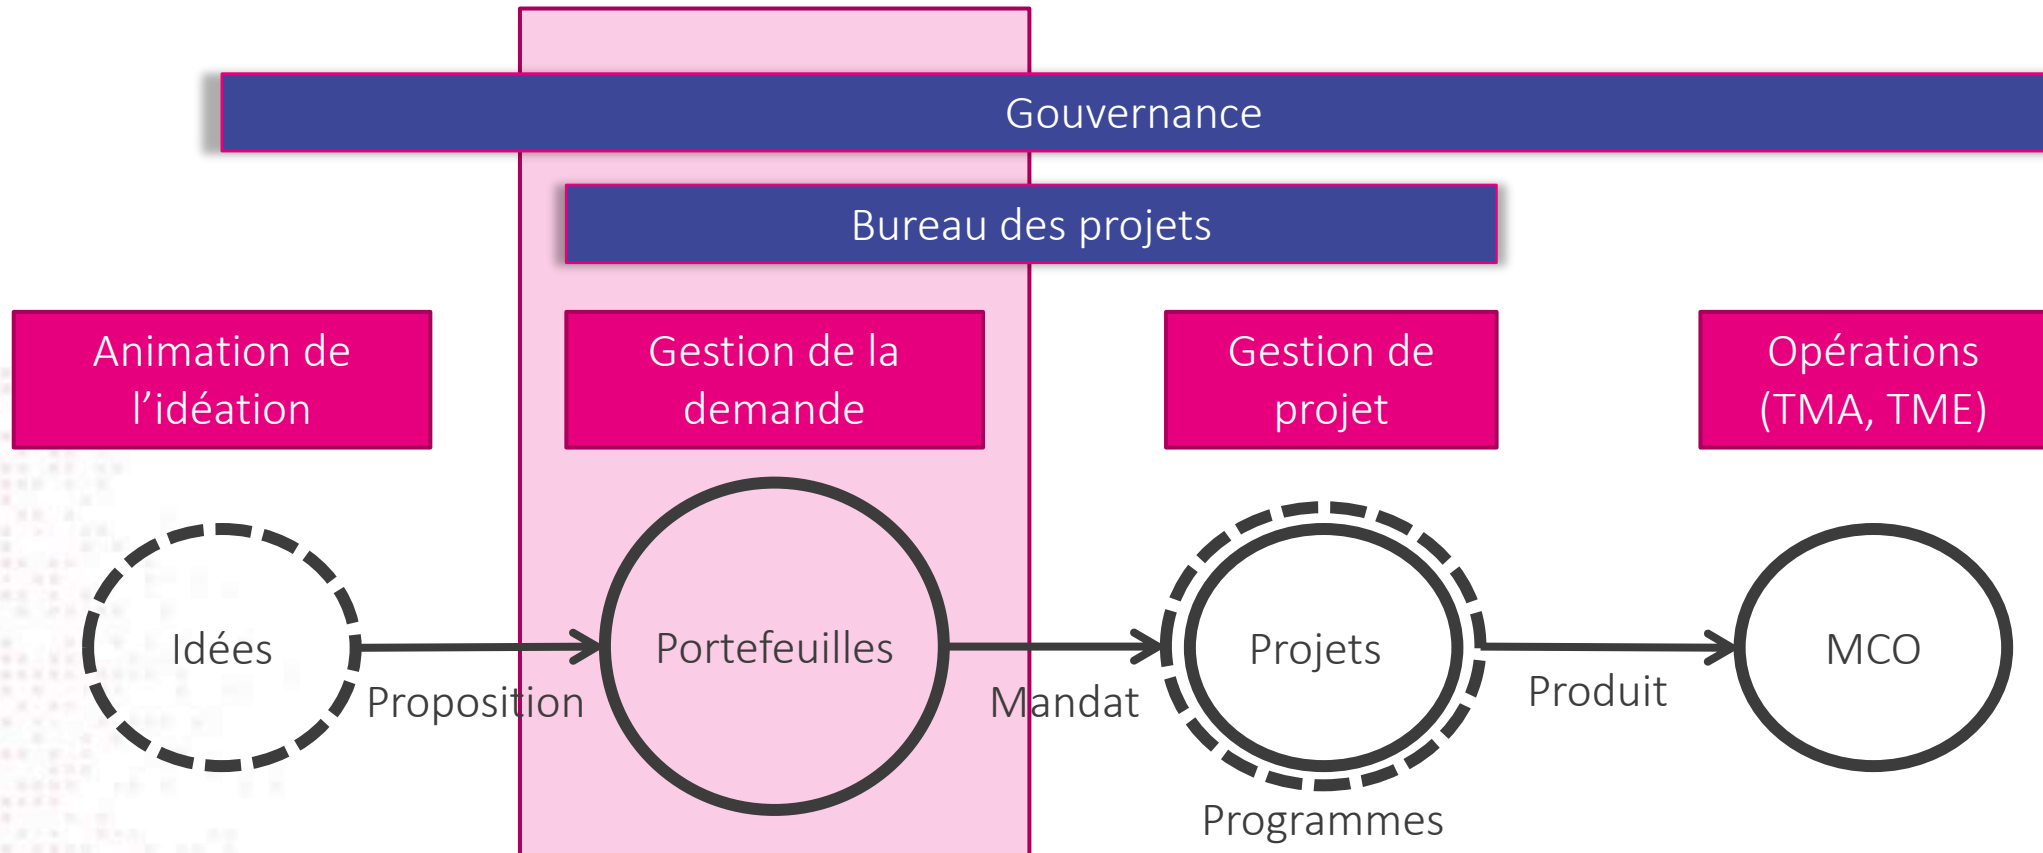 Gouvernance
Bureau des projets
Animation de
l’idéation
Gestion de la
demande
Gestion de
projet
Opérations
(TMA, TME)
Idées
Proposition
Portefeuilles
Mandat
Projets
Programmes
Produit
MCO